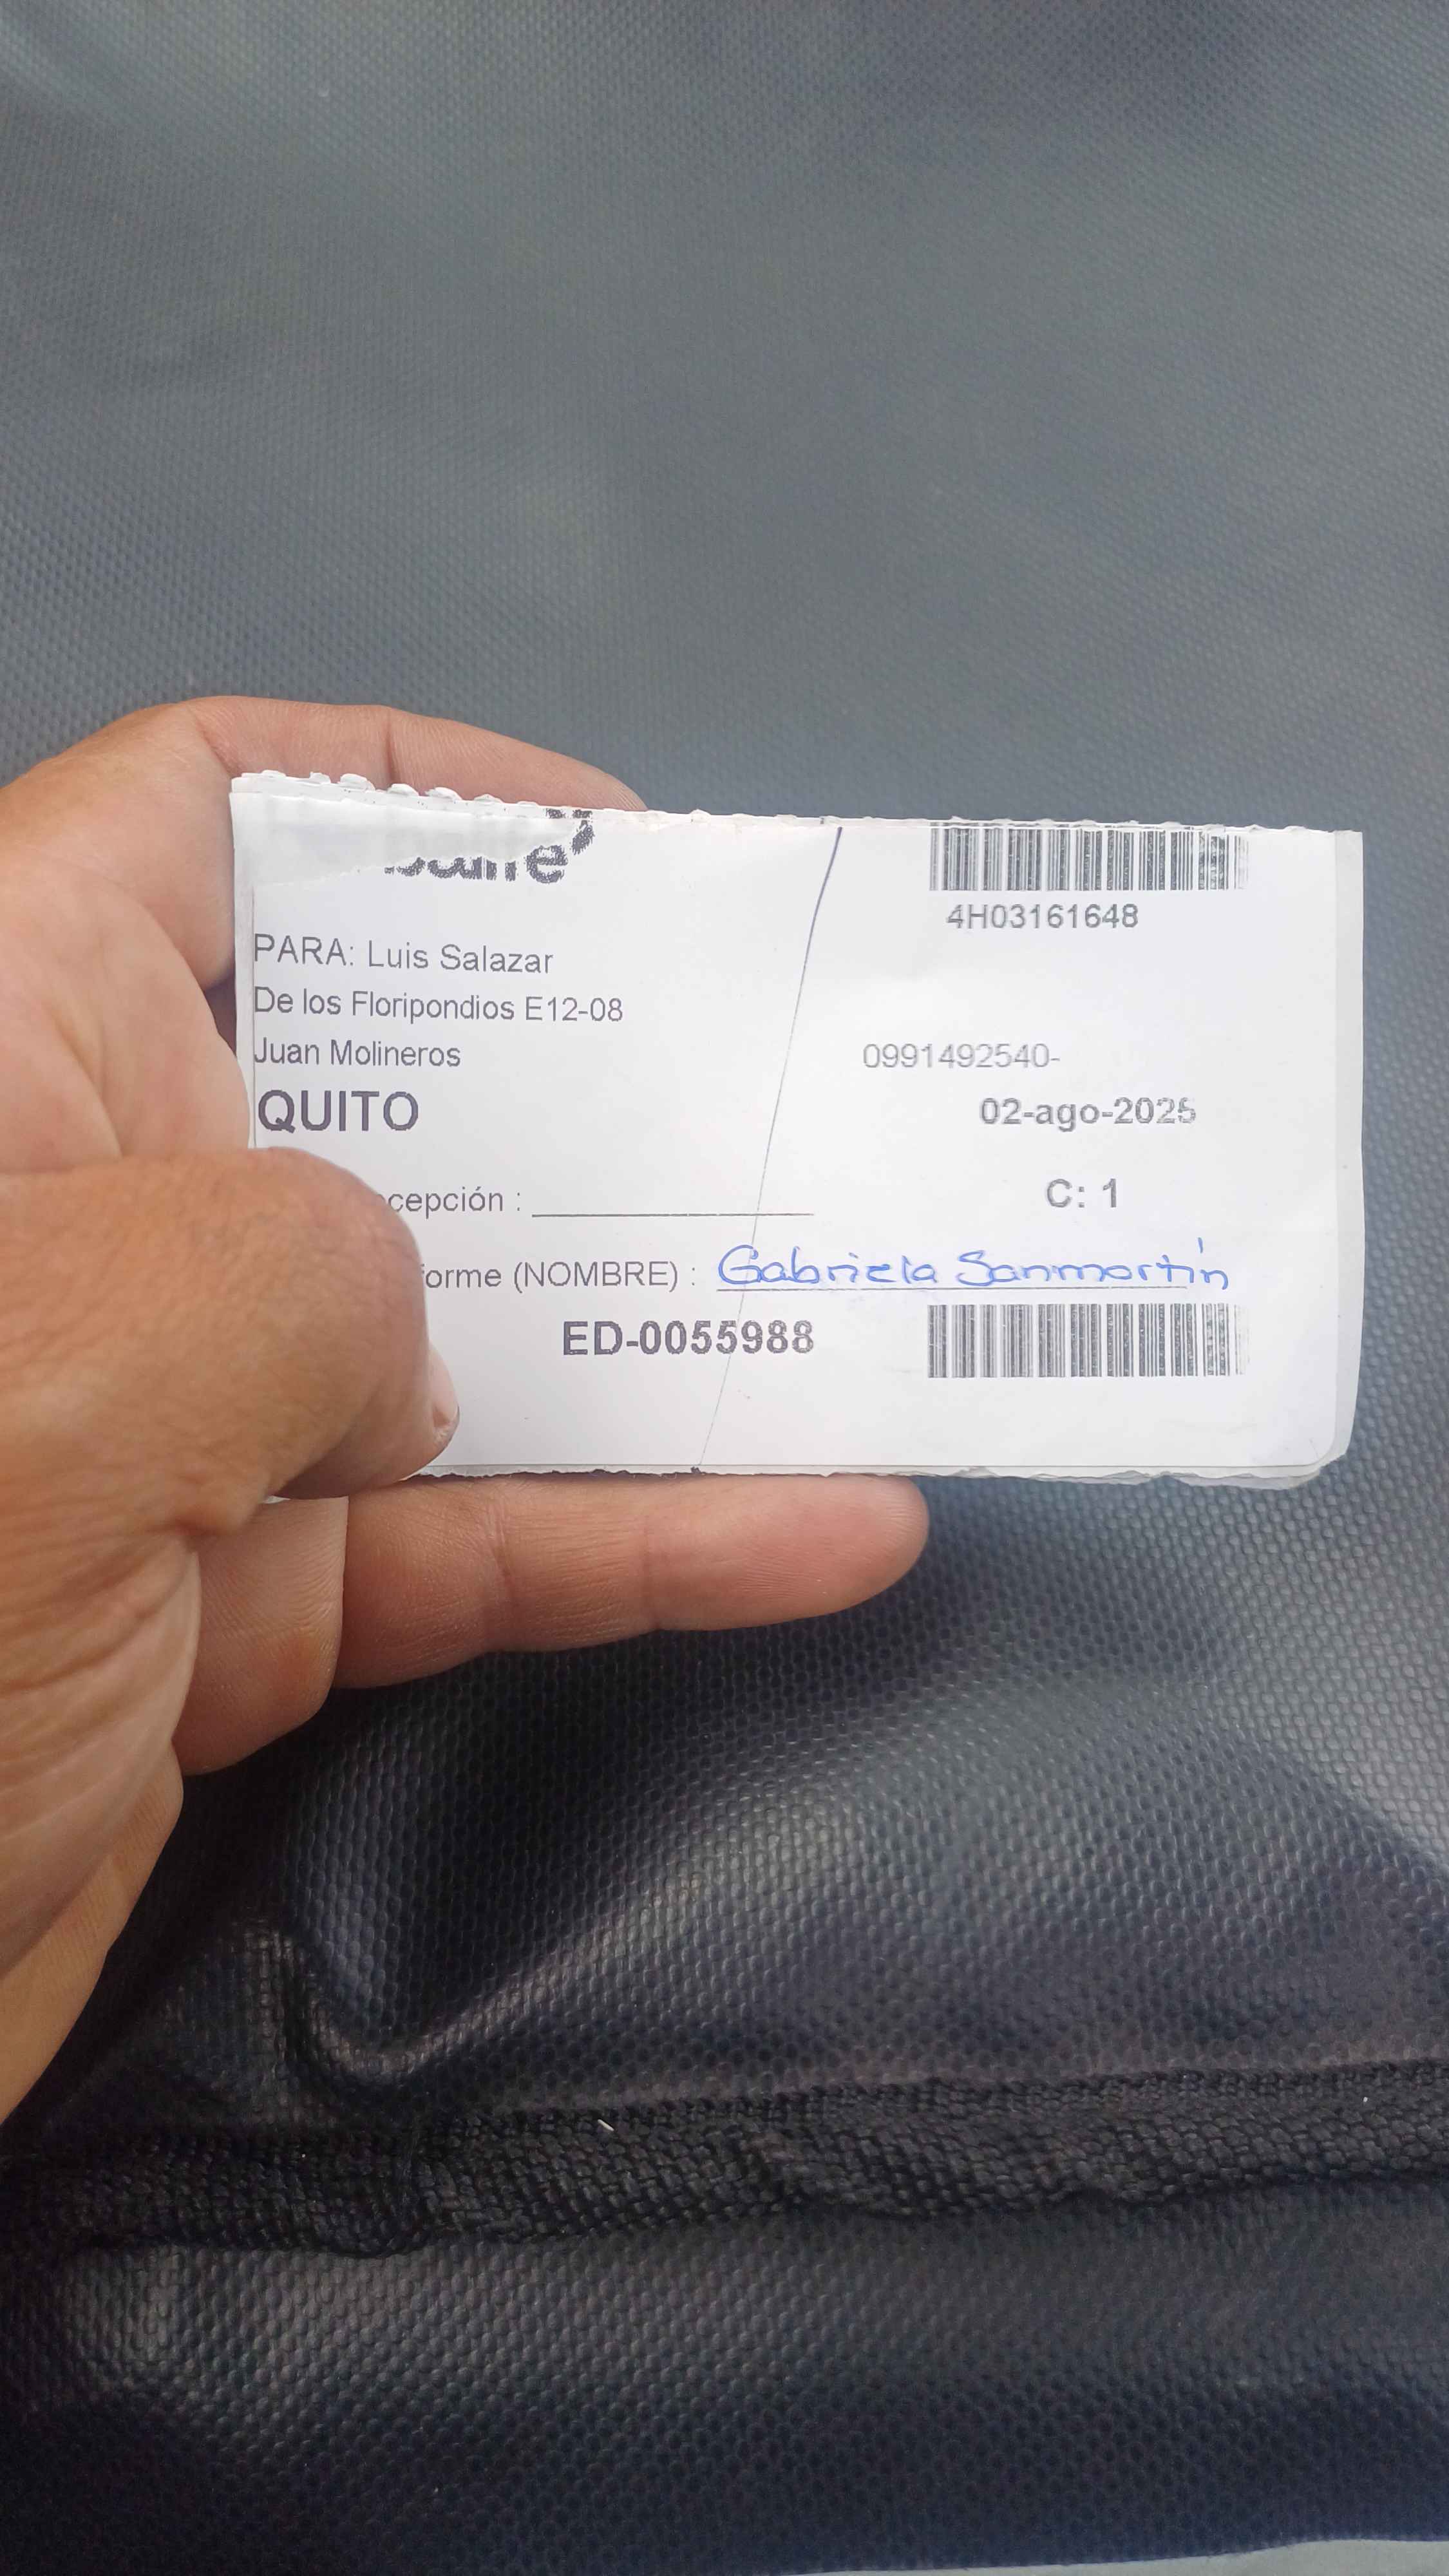 4H03161648
PARA: Luis Salazar
De los Floripondios E12-08
Juan Molineros 0991492540-
QUITO 02-ago-2025
cepción : C: 1
forme (NOMBRE) : Gabriela Sanmartín
ED-0055988